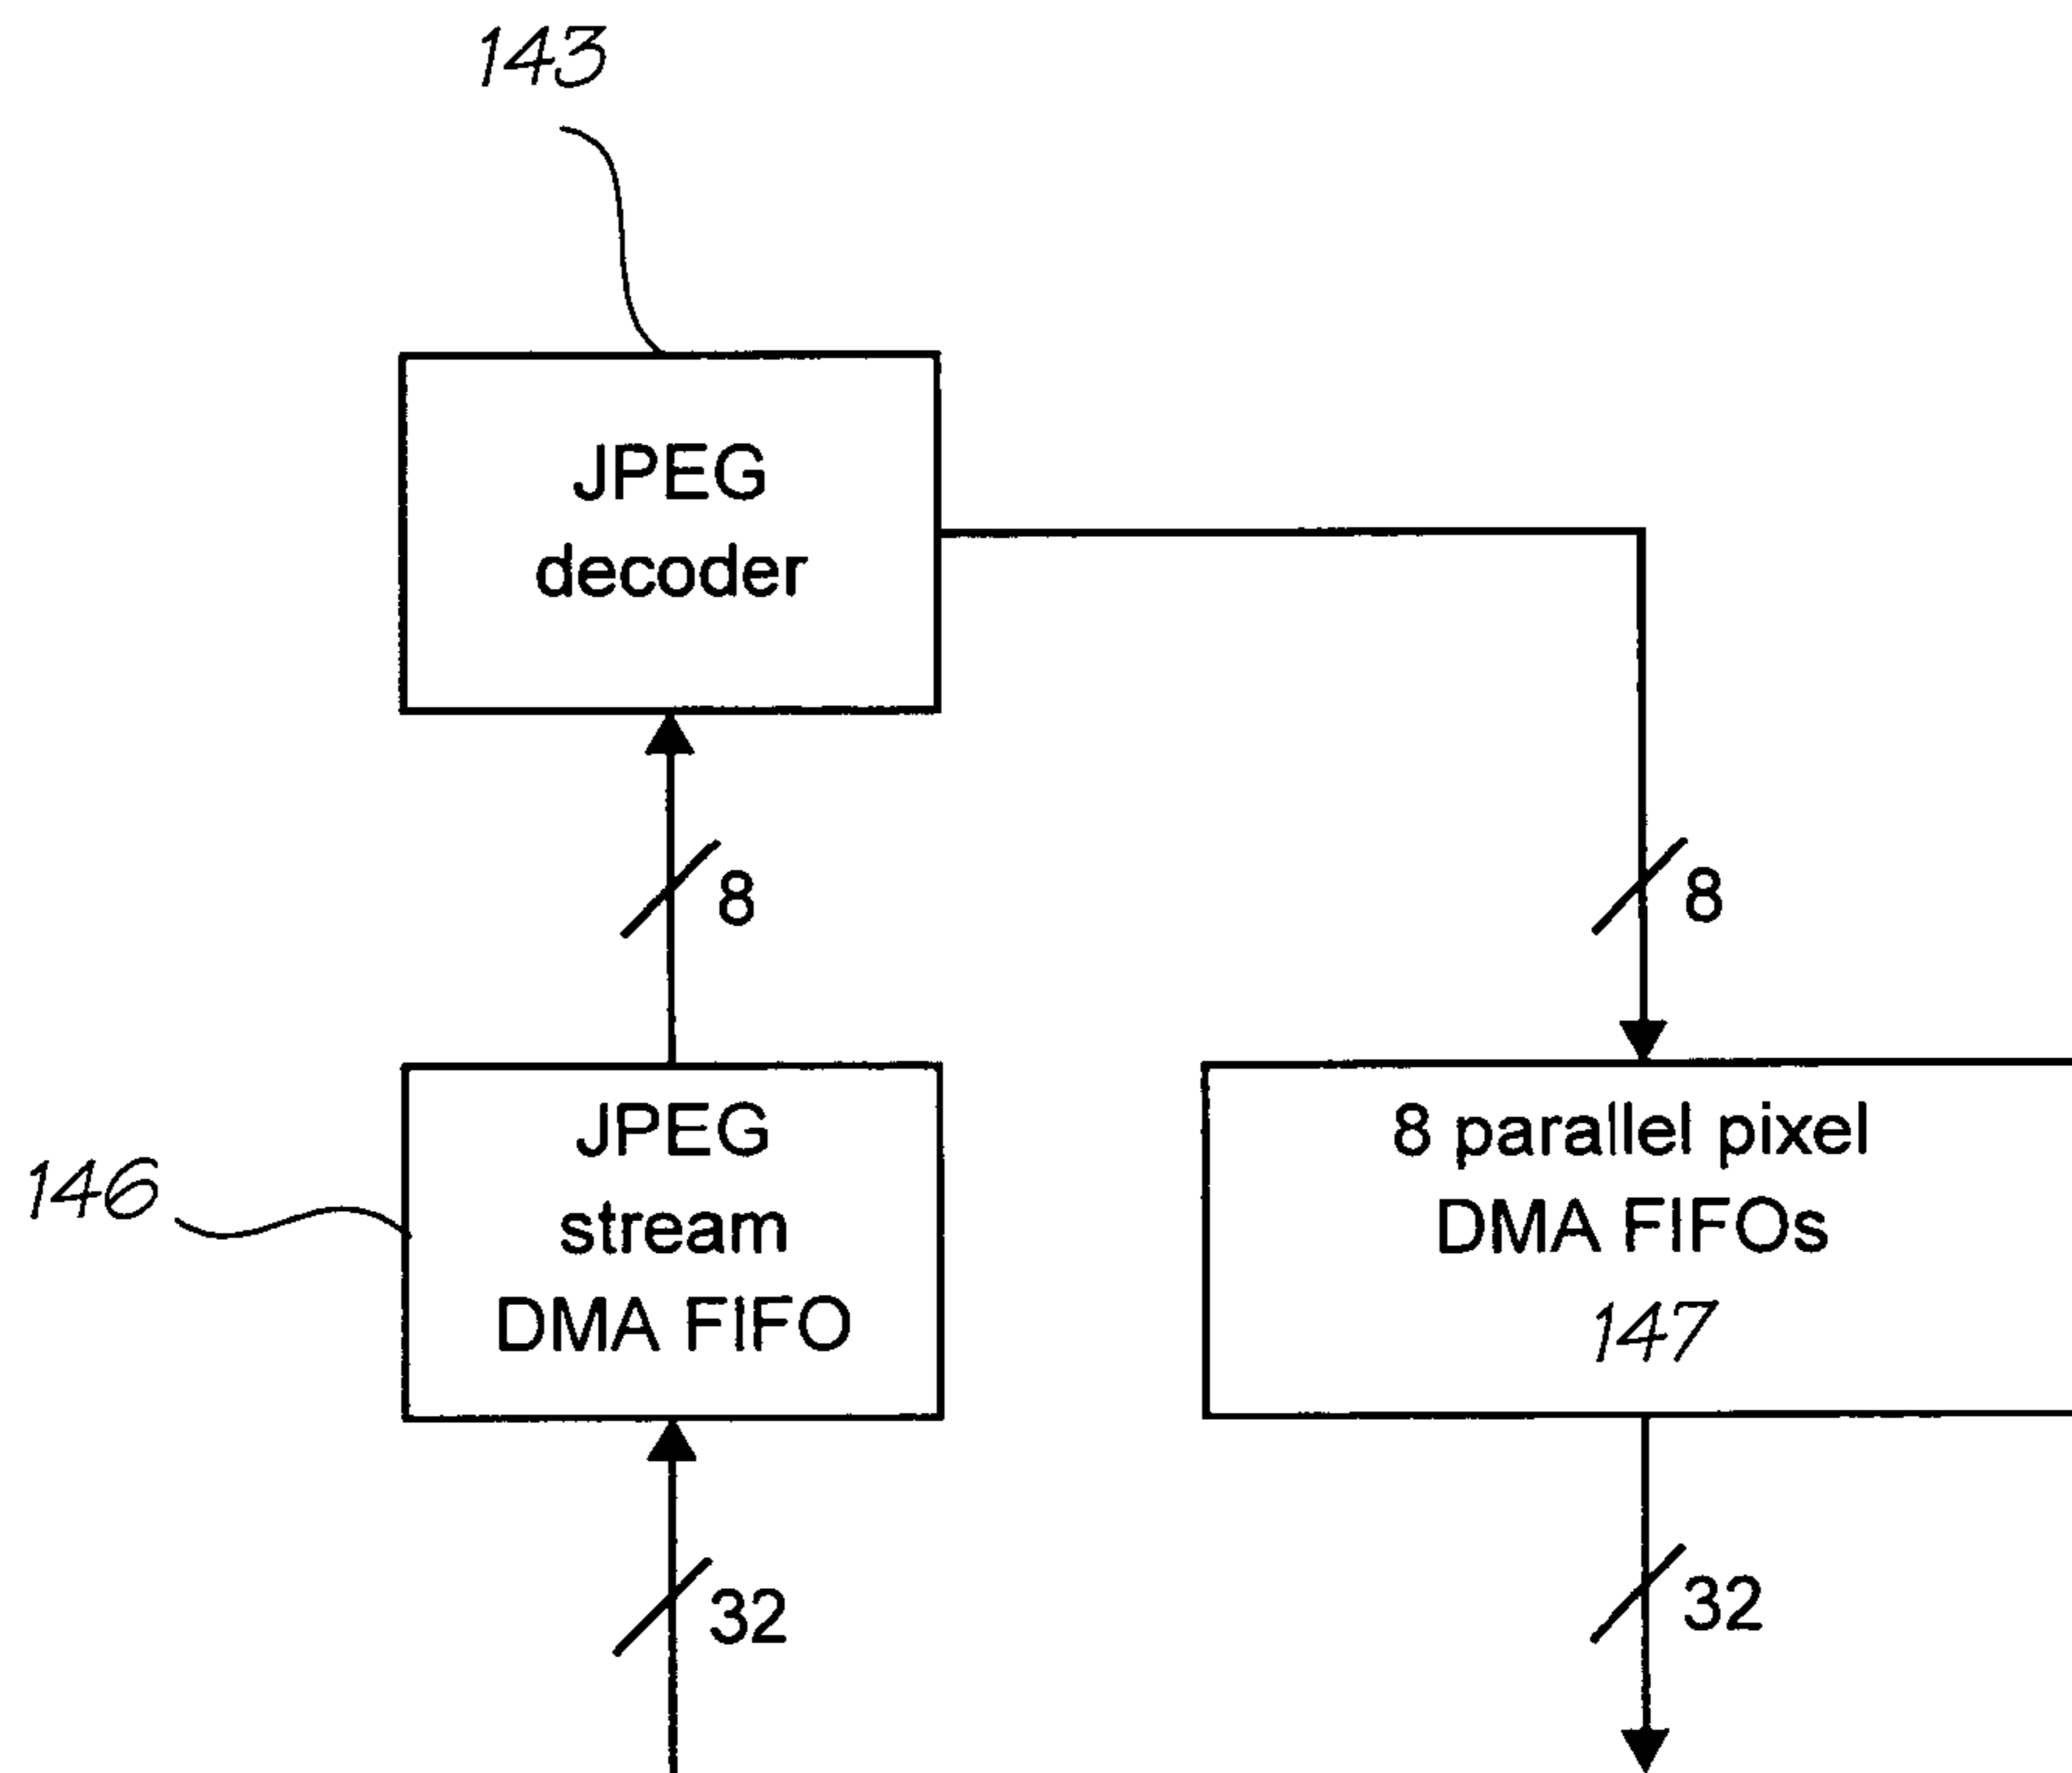 143
JPEG
decoder
8
8
146
JPEG
stream
DMA FIFO
8 parallel pixel
DMA FIFOs
147
32
32